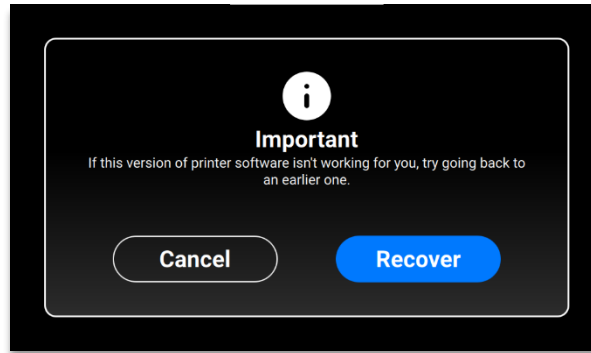 Important
If this version of printer software isn't working for you, try going back to
an earlier one.
Cancel
Recover